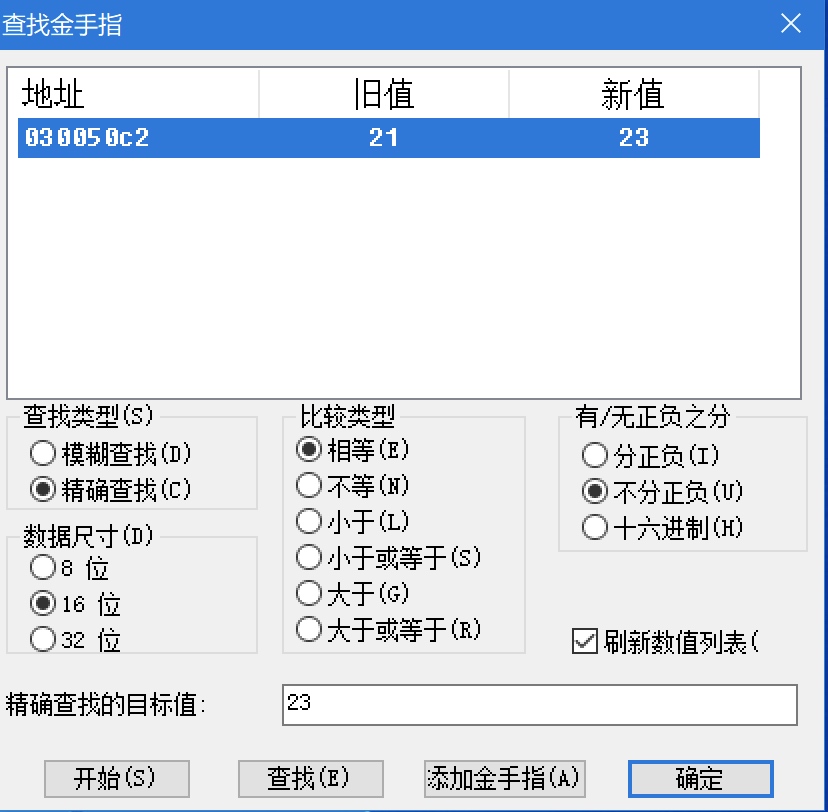 查找金手指
地址 旧值 新值
030050c2 21 23
查找类型(S)
模糊查找(D)
精确查找(C)
数据尺寸(D)
8 位
16 位
32 位
比较类型
相等(E)
不等(N)
小于(L)
小于或等于(S)
大于(G)
大于或等于(R)
有/无正负之分
分正负(I)
不分正负(U)
十六进制(H)
刷新数值列表(
精确查找的目标值: 23
开始(S) 查找(E) 添加金手指(A) 确定